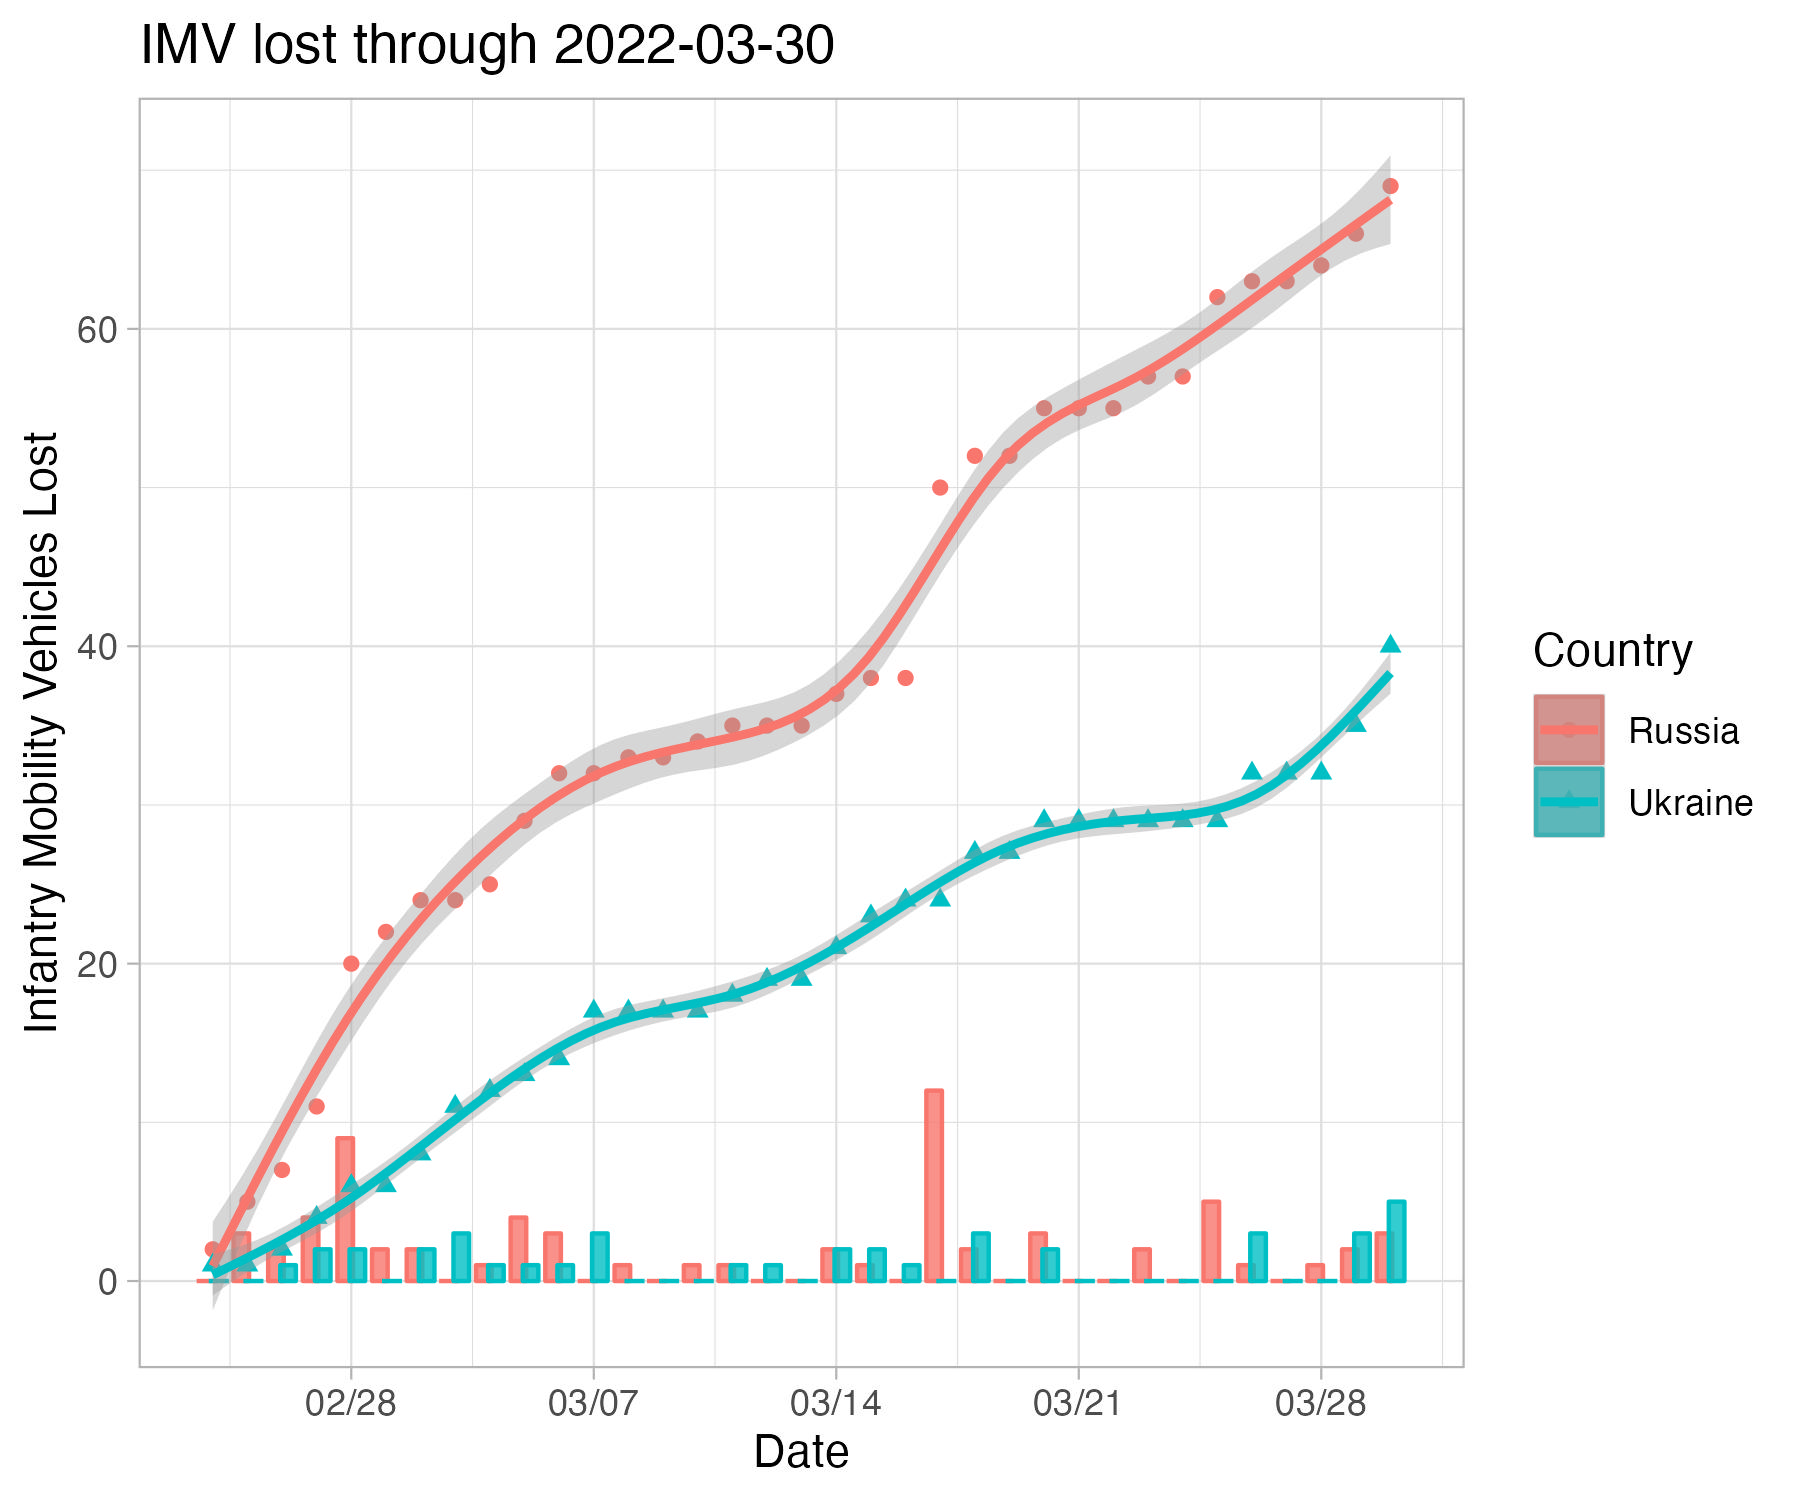 IMV lost through 2022-03-30
Infantry Mobility Vehicles Lost
60
40
20
0
02/28 03/07 03/14 03/21 03/28
Date
Country
Russia
Ukraine